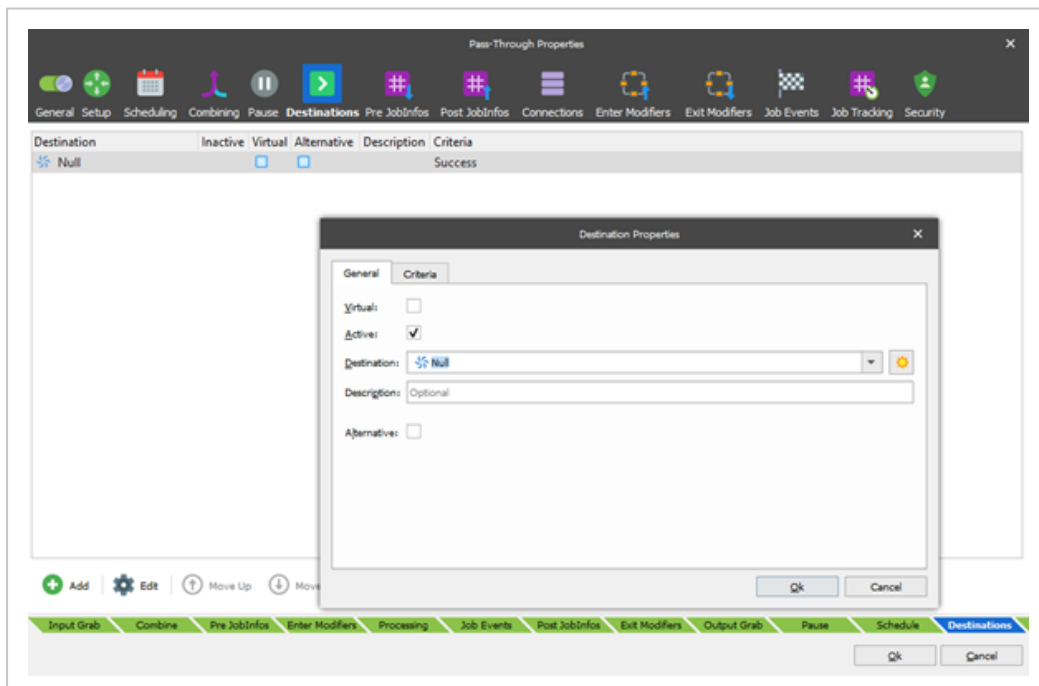 Pass-Through Properties
General Setup Scheduling Combining Pause Destinations Pre JobInfos Post JobInfos Connections Enter Modifiers Exit Modifiers Job Events Job Tracking Security
Destination Inactive Virtual Alternative Description Criteria
Null Success
Destination Properties
General Criteria
Virtual:
Active:
Destination: Null
Description: Optional
Alternative:
Add Edit Move Up Move
Ok Cancel
Input Grab Combine Pre JobInfos Enter Modifiers Processing Job Events Post JobInfos Exit Modifiers Output Grab Pause Schedule Destinations
Ok Cancel